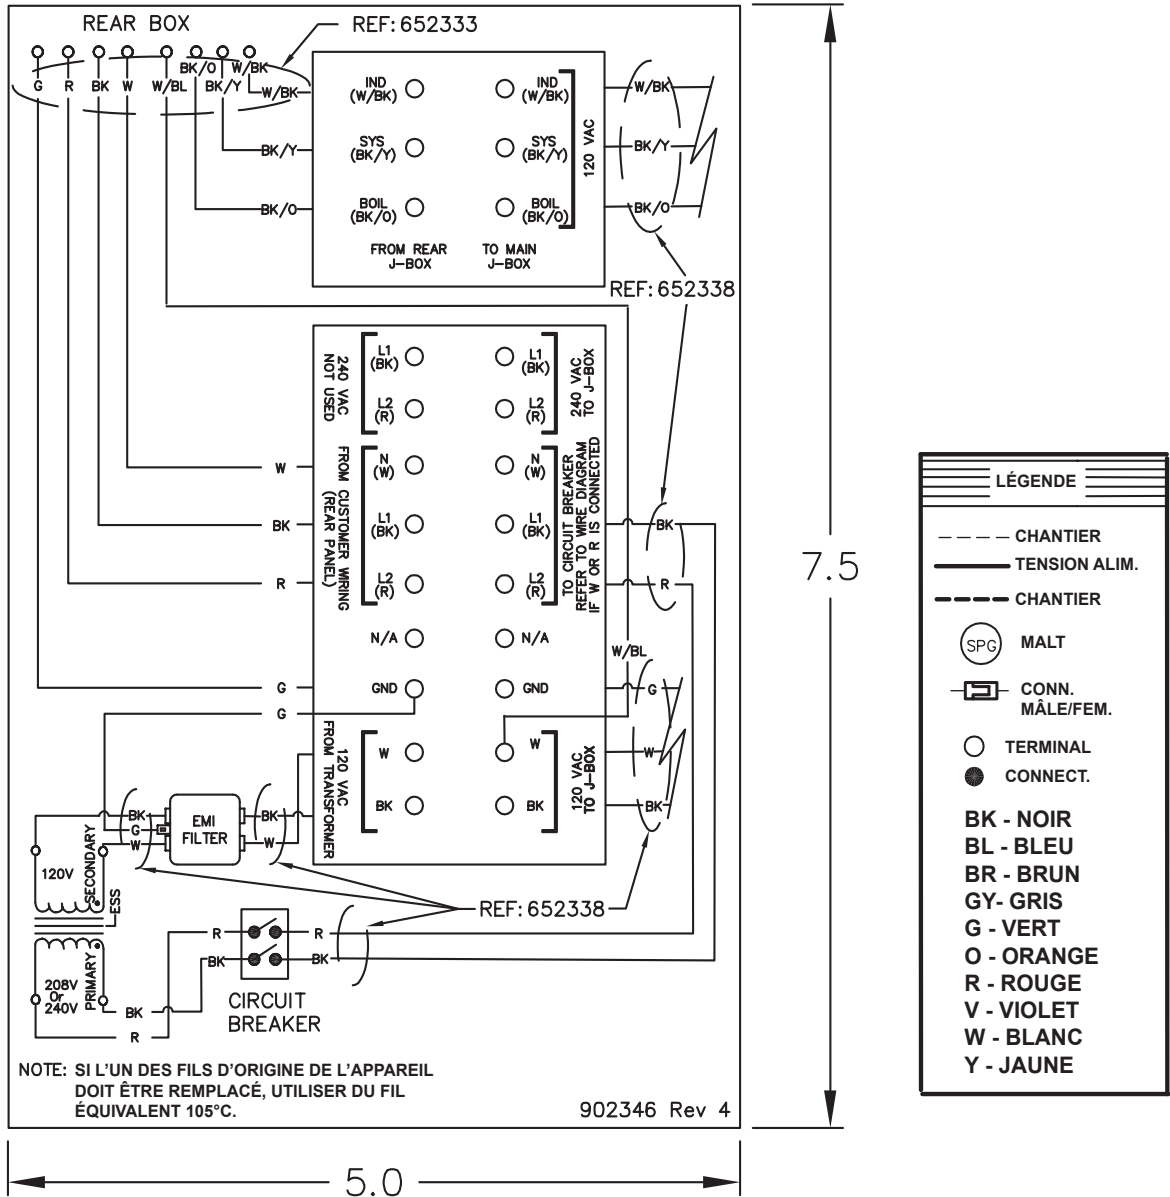 REAR BOX
REF: 652333
G R BK W W/BL BK/O BK/Y W/BK
W/BK
BK/Y
BK/O
IND
(W/BK)
SYS
(BK/Y)
BOIL
(BK/O)
FROM REAR
J-BOX
IND
(W/BK)
SYS
(BK/Y)
BOIL
(BK/O)
TO MAIN
J-BOX
120 VAC
W/BK
BK/Y
BK/O
REF: 652338
240 VAC
NOT USED
L1
(BK)
L2
(R)
L1
(BK)
L2
(R)
240 VAC
TO J-BOX
W
BK
R
FROM CUSTOMER WIRING
(REAR PANEL)
N
(W)
L1
(BK)
L2
(R)
N
(W)
L1
(BK)
L2
(R)
TO CIRCUIT BREAKER
REFER TO WIRE DIAGRAM
IF W OR R IS CONNECTED
BK
R
N/A
N/A
W/BL
G
GND
GND
G
G
120 VAC
FROM TRANSFORMER
W
BK
W
BK
120 VAC
TO J-BOX
W
BK
BK
G
W
EMI
FILTER
BK
W
120V
SECONDARY
ESS
208V
Or
240V
PRIMARY
REF: 652338
R
BK
R
BK
BK
R
CIRCUIT
BREAKER
NOTE: SI L'UN DES FILS D'ORIGINE DE L'APPAREIL
DOIT ÊTRE REMPLACÉ, UTILISER DU FIL
ÉQUIVALENT 105°C.
902346 Rev 4
5.0
7.5
LÉGENDE
CHANTIER
TENSION ALIM.
CHANTIER
SPG MALT
CONN.
MÂLE/FEM.
TERMINAL
CONNECT.
BK - NOIR
BL - BLEU
BR - BRUN
GY- GRIS
G - VERT
O - ORANGE
R - ROUGE
V - VIOLET
W - BLANC
Y - JAUNE